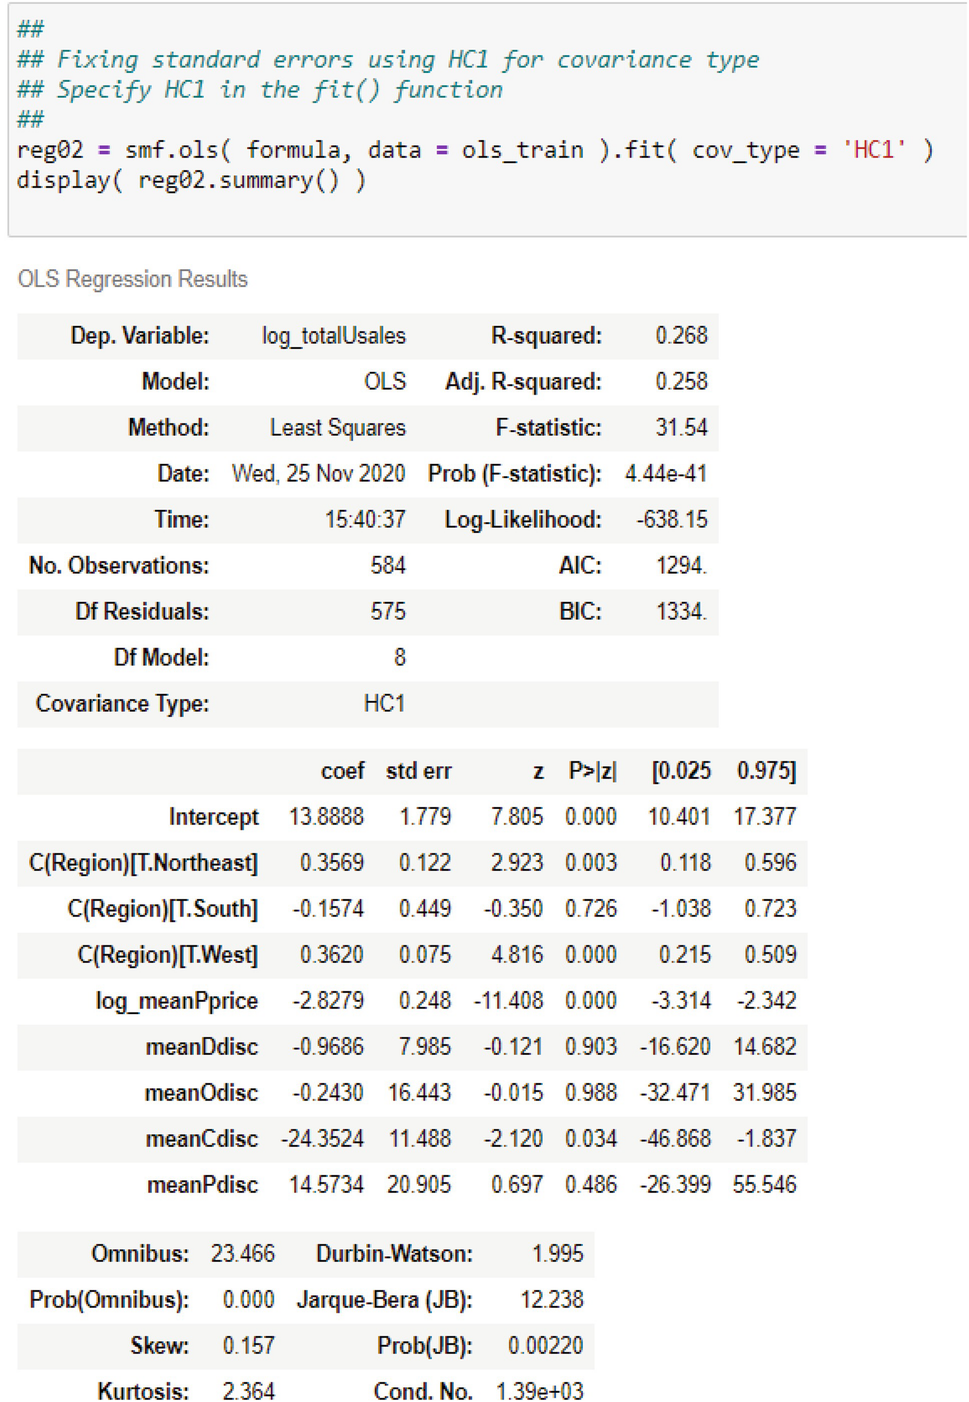 ##
## Fixing standard errors using HC1 for covariance type
## Specify HC1 in the fit() function
##
reg02 = smf.ols( formula, data = ols_train ).fit( cov_type = 'HC1' )
display( reg02.summary() )
OLS Regression Results
Dep. Variable: log_totalUsales R-squared: 0.268
Model: OLS Adj. R-squared: 0.258
Method: Least Squares F-statistic: 31.54
Date: Wed, 25 Nov 2020 Prob (F-statistic): 4.44e-41
Time: 15:40:37 Log-Likelihood: -638.15
No. Observations: 584 AIC: 1294.
Df Residuals: 575 BIC: 1334.
Df Model: 8
Covariance Type: HC1
coef std err z P>|z| [0.025 0.975]
Intercept 13.8888 1.779 7.805 0.000 10.401 17.377
C(Region)[T.Northeast] 0.3569 0.122 2.923 0.003 0.118 0.596
C(Region)[T.South] -0.1574 0.449 -0.350 0.726 -1.038 0.723
C(Region)[T.West] 0.3620 0.075 4.816 0.000 0.215 0.509
log_meanPprice -2.8279 0.248 -11.408 0.000 -3.314 -2.342
meanDdisc -0.9686 7.985 -0.121 0.903 -16.620 14.682
meanOdisc -0.2430 16.443 -0.015 0.988 -32.471 31.985
meanCdisc -24.3524 11.488 -2.120 0.034 -46.868 -1.837
meanPdisc 14.5734 20.905 0.697 0.486 -26.399 55.546
Omnibus: 23.466 Durbin-Watson: 1.995
Prob(Omnibus): 0.000 Jarque-Bera (JB): 12.238
Skew: 0.157 Prob(JB): 0.00220
Kurtosis: 2.364 Cond. No. 1.39e+03